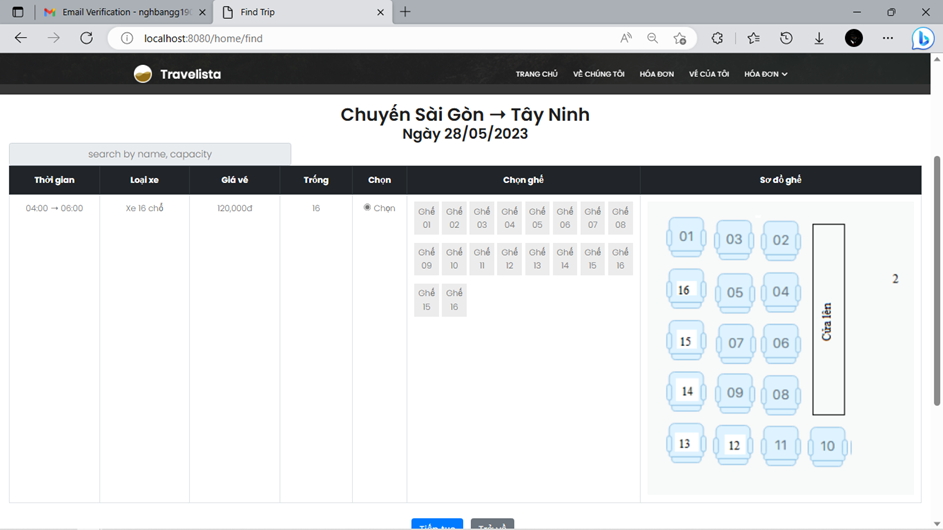 Email Verification - nghbangg190
Find Trip
localhost:8080/home/find
Travelista
TRANG CHỦ VỀ CHÚNG TÔI HÓA ĐƠN VÉ CỦA TÔI HÓA ĐƠN
Chuyến Sài Gòn → Tây Ninh
Ngày 28/05/2023
search by name, capacity
Thời gian Loại xe Giá vé Trống Chọn Chọn ghế Sơ đồ ghế
04:00 → 06:00 Xe 16 chổ 120,000đ 16 Chọn
Ghế 01 Ghế 02 Ghế 03 Ghế 04 Ghế 05 Ghế 06 Ghế 07 Ghế 08
Ghế 09 Ghế 10 Ghế 11 Ghế 12 Ghế 13 Ghế 14 Ghế 15 Ghế 16
Ghế 15 Ghế 16
01 03 02
16 05 04
15 07 06
14 09 08
13 12 11 10
Cửa lên
2
Tiếp tục Trở về